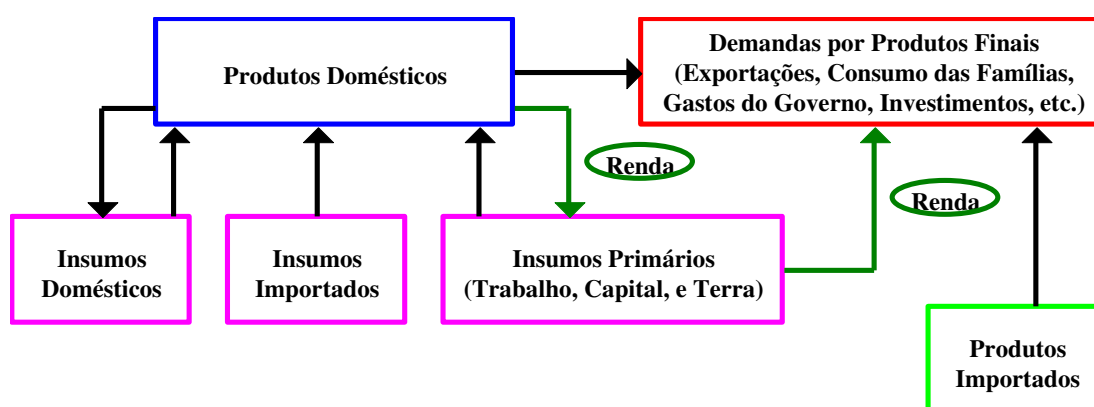 Produtos Domésticos
Demandas por Produtos Finais
(Exportações, Consumo das Famílias,
Gastos do Governo, Investimentos, etc.)
Renda
Renda
Insumos
Domésticos
Insumos
Importados
Insumos Primários
(Trabalho, Capital, e Terra)
Produtos
Importados